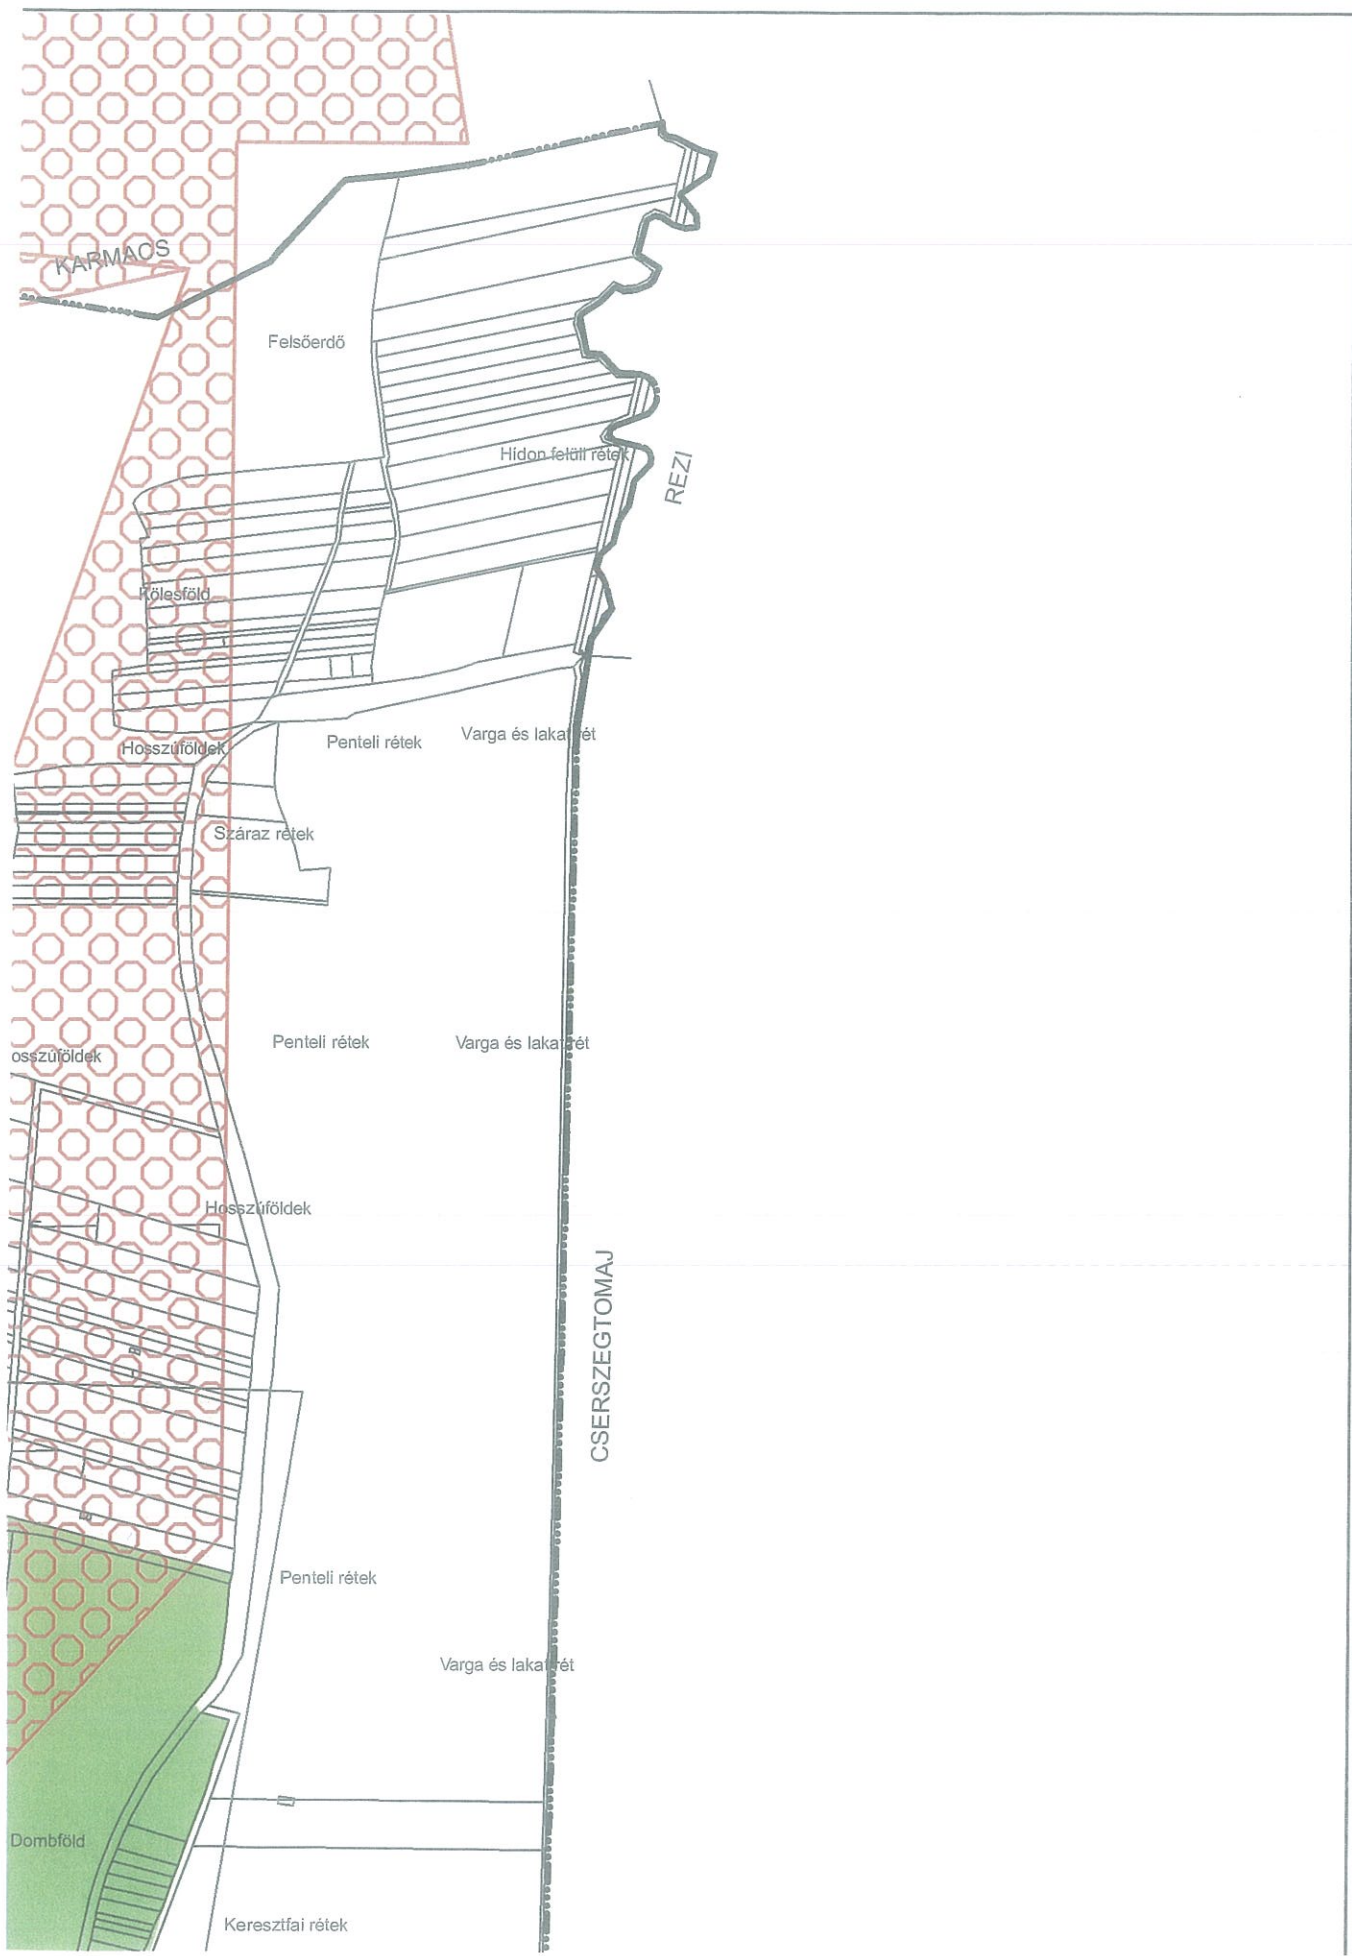 KARMACS
Felsőerdő
Hídon felüll rétek
REZI
Kölesföld
Hosszúföldek
Penteli rétek
Varga és lakat rét
Száraz rétek
Penteli rétek
Varga és lakat rét
osszúföldek
Hosszúföldek
CSERSZEGTOMAJ
Penteli rétek
Varga és lakat rét
Dombföld
Keresztfai rétek